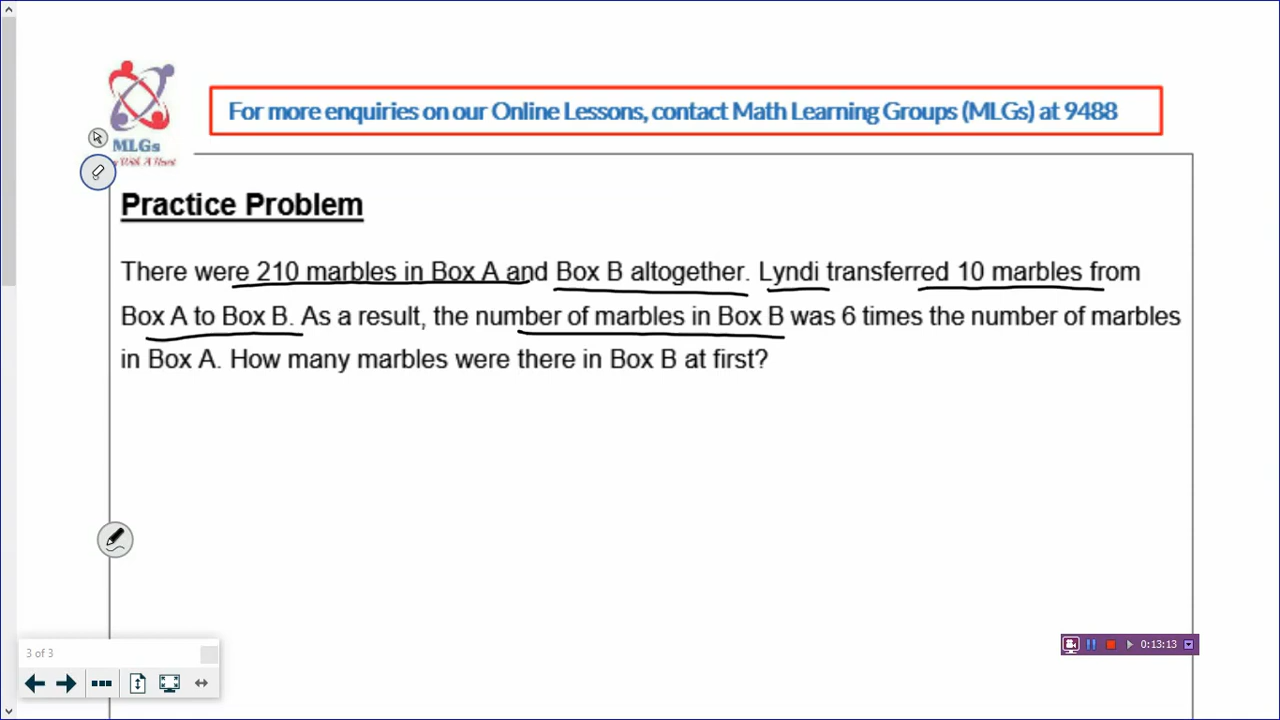 For more enquiries on our Online Lessons, contact Math Learning Groups (MLGs) at 9488
MLGs
With A Heart
Practice Problem
There were 210 marbles in Box A and Box B altogether. Lyndi transferred 10 marbles from
Box A to Box B. As a result, the number of marbles in Box B was 6 times the number of marbles
in Box A. How many marbles were there in Box B at first?
3 of 3
0:13:13